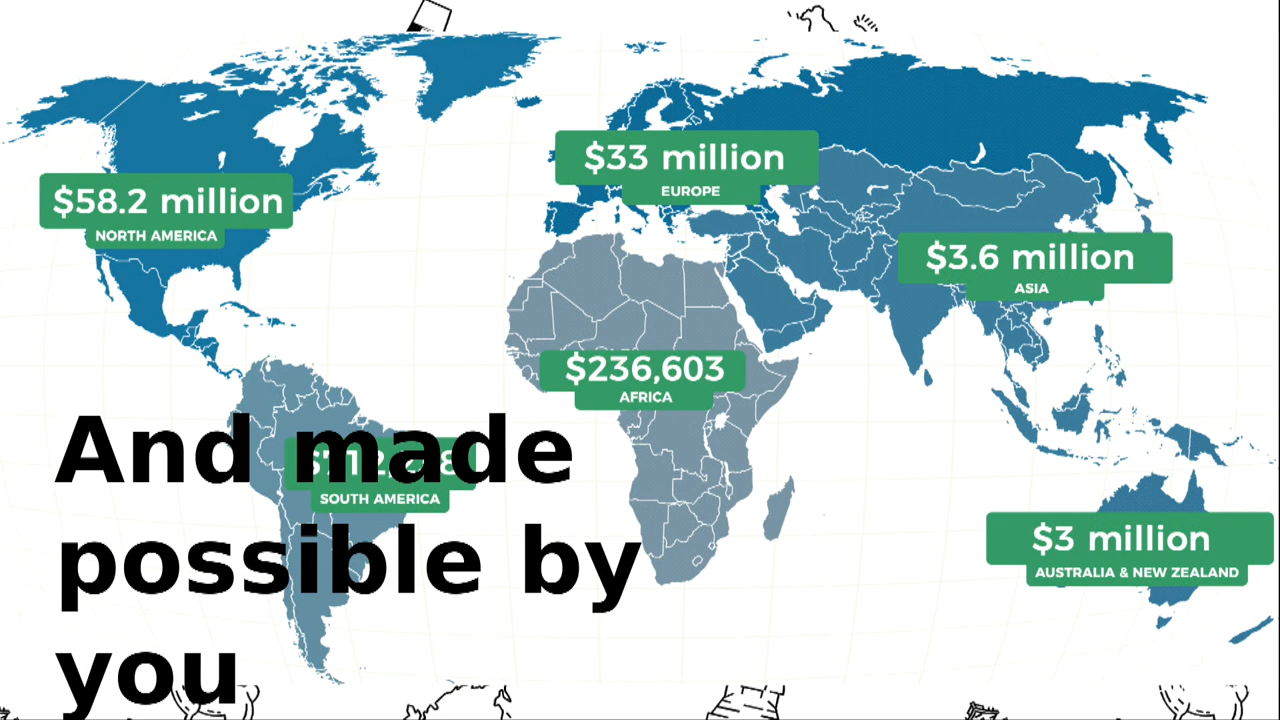 $58.2 million
NORTH AMERICA
$33 million
EUROPE
$3.6 million
ASIA
$236,603
AFRICA
SOUTH AMERICA
$3 million
AUSTRALIA & NEW ZEALAND
And made
possible by
you